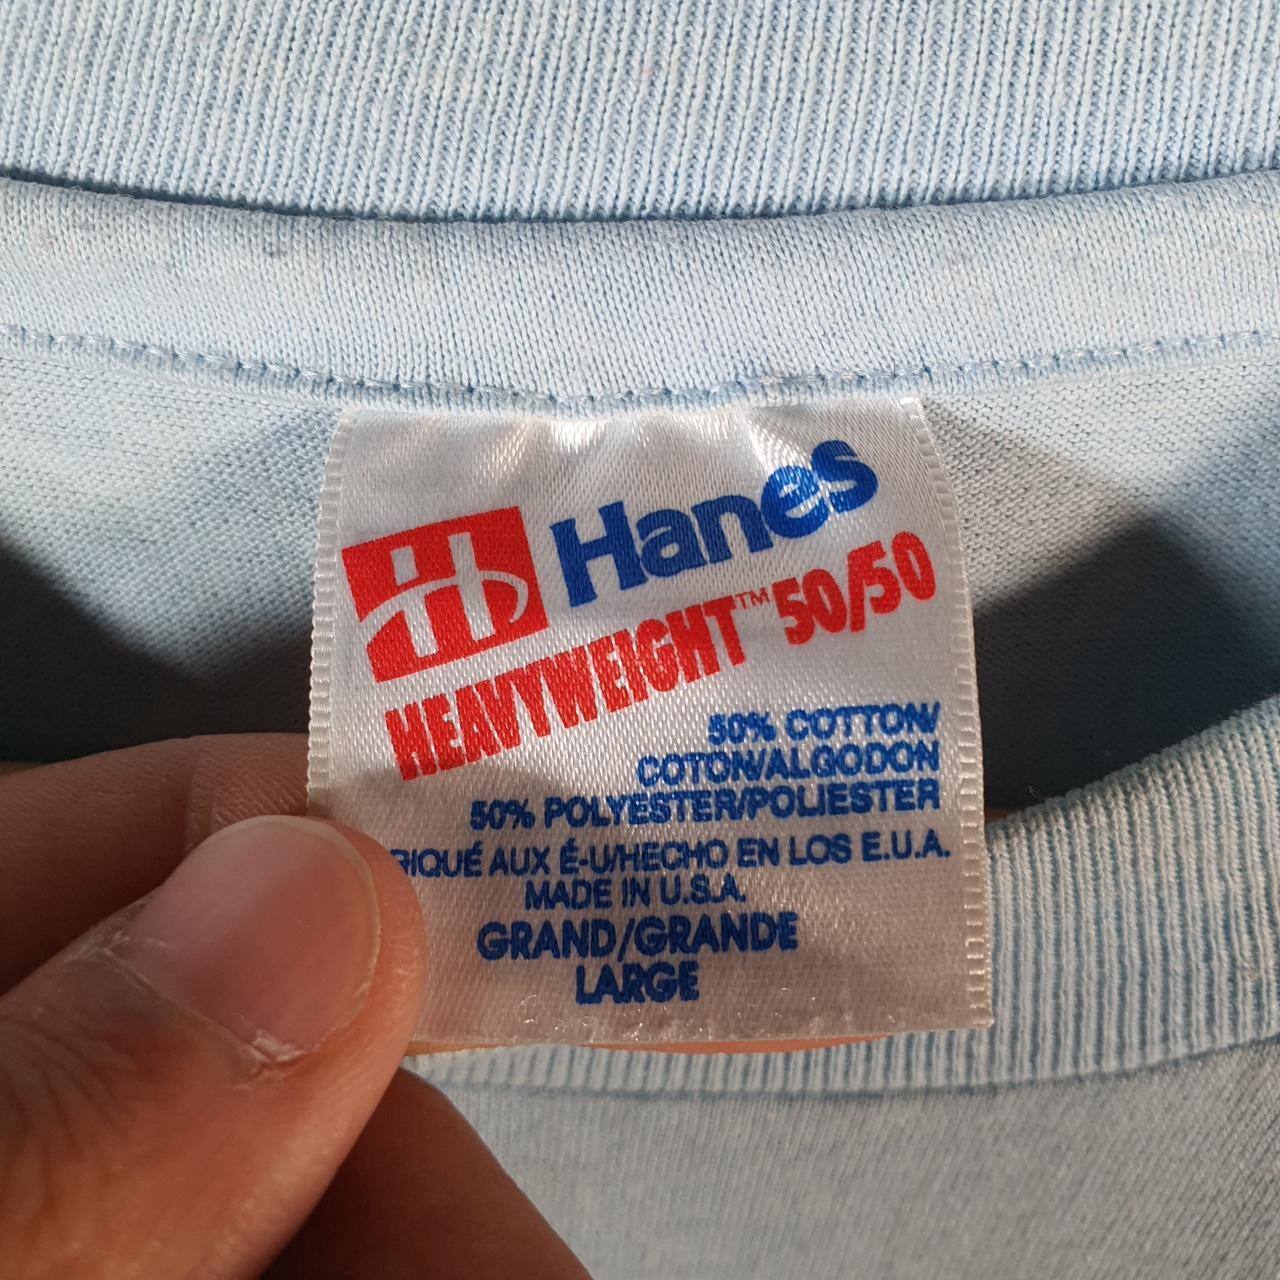 Hanes
HEAVYWEIGHT™ 50/50
50% COTTON/
COTON/ALGODON
50% POLYESTER/POLIESTER
RIQUÉ AUX É-U/HECHO EN LOS E.U.A.
MADE IN U.S.A.
GRAND/GRANDE
LARGE